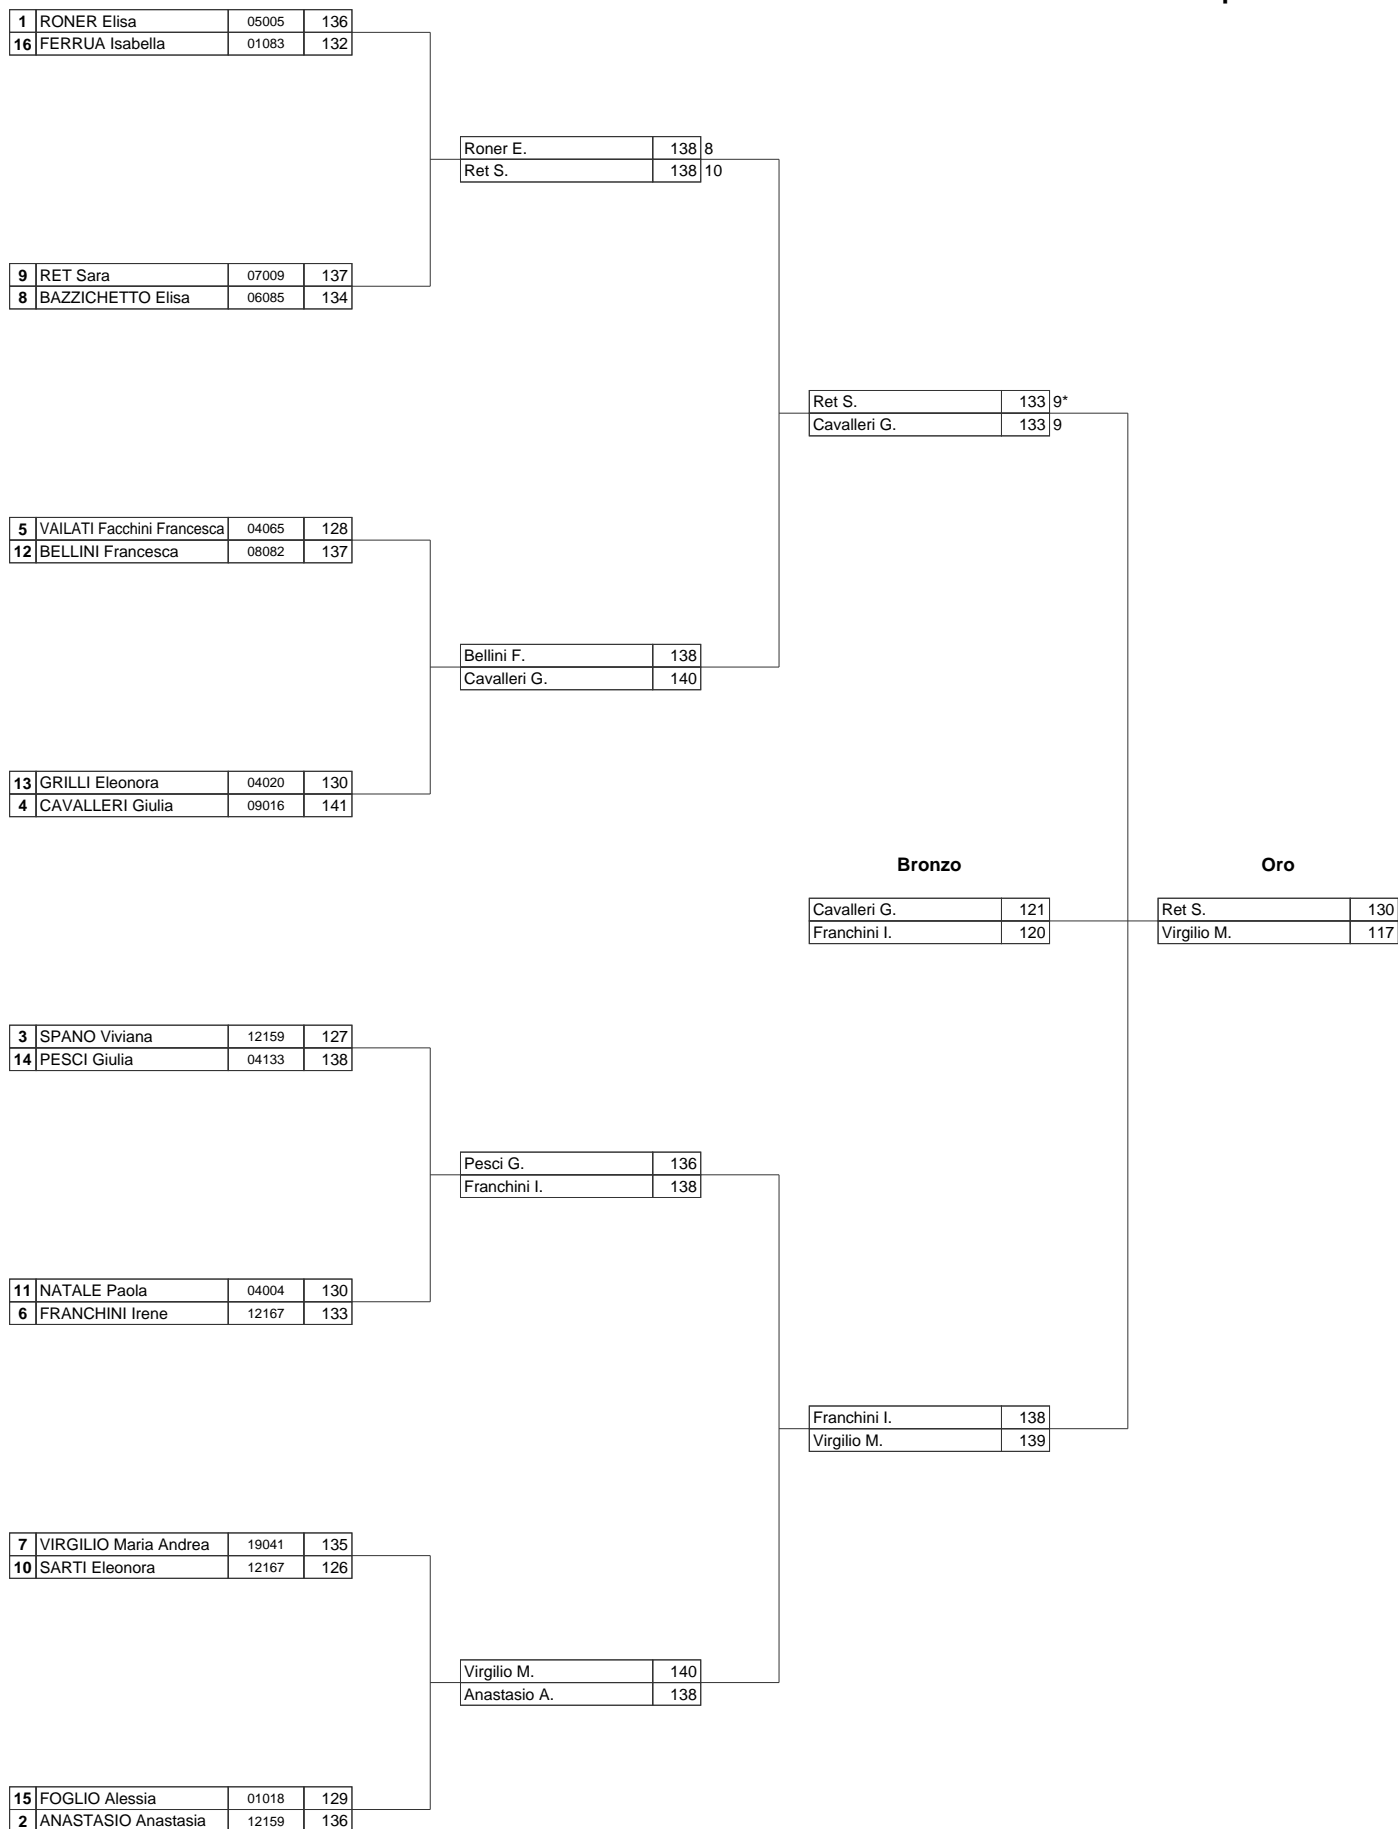 1 RONER Elisa 05005 136
16 FERRUA Isabella 01083 132
Roner E. 138 8
Ret S. 138 10
9 RET Sara 07009 137
8 BAZZICHETTO Elisa 06085 134
Ret S. 133 9*
Cavalleri G. 133 9
5 VAILATI Facchini Francesca 04065 128
12 BELLINI Francesca 08082 137
Bellini F. 138
Cavalleri G. 140
13 GRILLI Eleonora 04020 130
4 CAVALLERI Giulia 09016 141
Bronzo Oro
Cavalleri G. 121 Ret S. 130
Franchini I. 120 Virgilio M. 117
3 SPANO Viviana 12159 127
14 PESCI Giulia 04133 138
Pesci G. 136
Franchini I. 138
11 NATALE Paola 04004 130
6 FRANCHINI Irene 12167 133
Franchini I. 138
Virgilio M. 139
7 VIRGILIO Maria Andrea 19041 135
10 SARTI Eleonora 12167 126
Virgilio M. 140
Anastasio A. 138
15 FOGLIO Alessia 01018 129
2 ANASTASIO Anastasia 12159 136